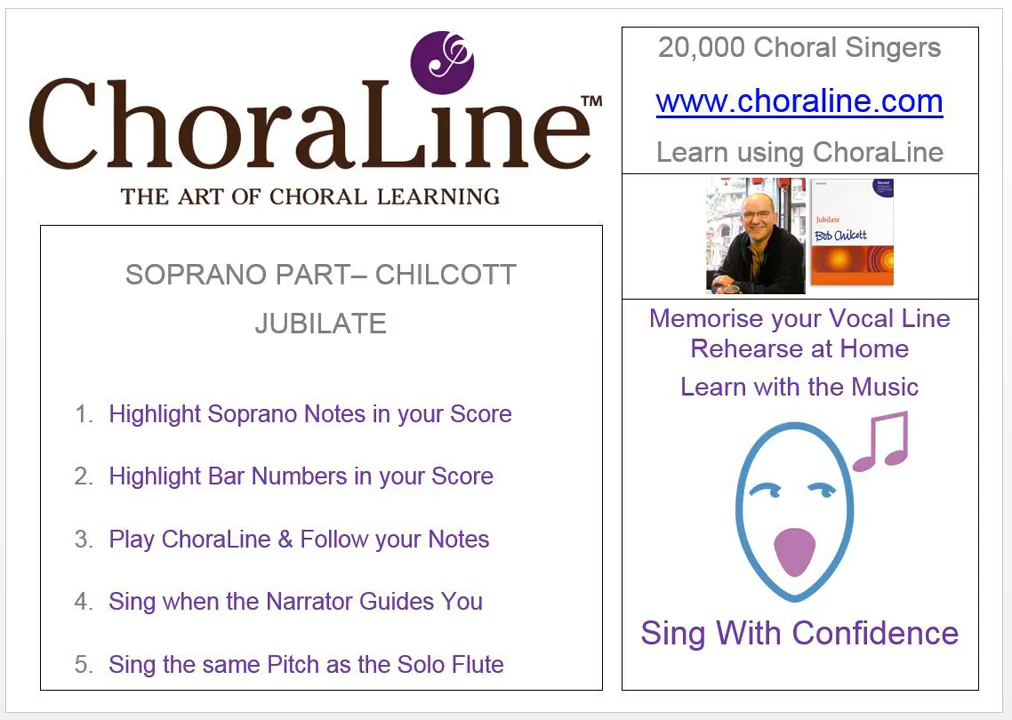 ChoraLine™
THE ART OF CHORAL LEARNING
SOPRANO PART– CHILCOTT
JUBILATE
1. Highlight Soprano Notes in your Score
2. Highlight Bar Numbers in your Score
3. Play ChoraLine & Follow your Notes
4. Sing when the Narrator Guides You
5. Sing the same Pitch as the Solo Flute
20,000 Choral Singers
www.choraline.com
Learn using ChoraLine
Jubilate
Bob Chilcott
Memorise your Vocal Line
Rehearse at Home
Learn with the Music
Sing With Confidence